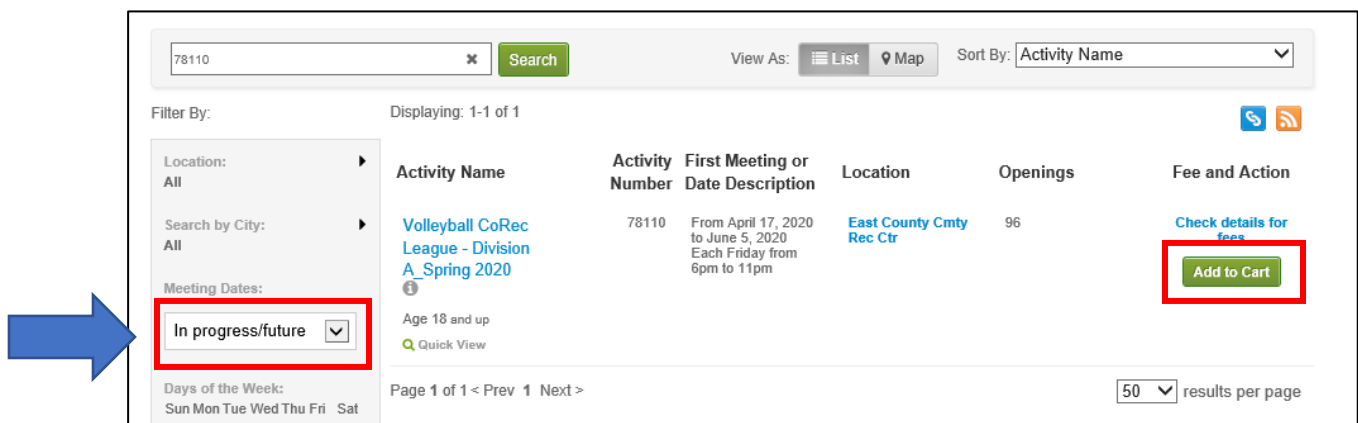 78110 Search View As: List Map Sort By: Activity Name
Filter By:
Displaying: 1-1 of 1
Location:
All
Search by City:
All
Meeting Dates:
In progress/future
Days of the Week:
Sun Mon Tue Wed Thu Fri Sat
Activity Name
Activity Number
First Meeting or
Date Description
Location
Openings
Fee and Action
Volleyball CoRec
League - Division
A_Spring 2020
Age 18 and up
Quick View
78110
From April 17, 2020
to June 5, 2020
Each Friday from
6pm to 11pm
East County Cmty
Rec Ctr
96
Check details for
fees
Add to Cart
Page 1 of 1 < Prev 1 Next >
50 results per page